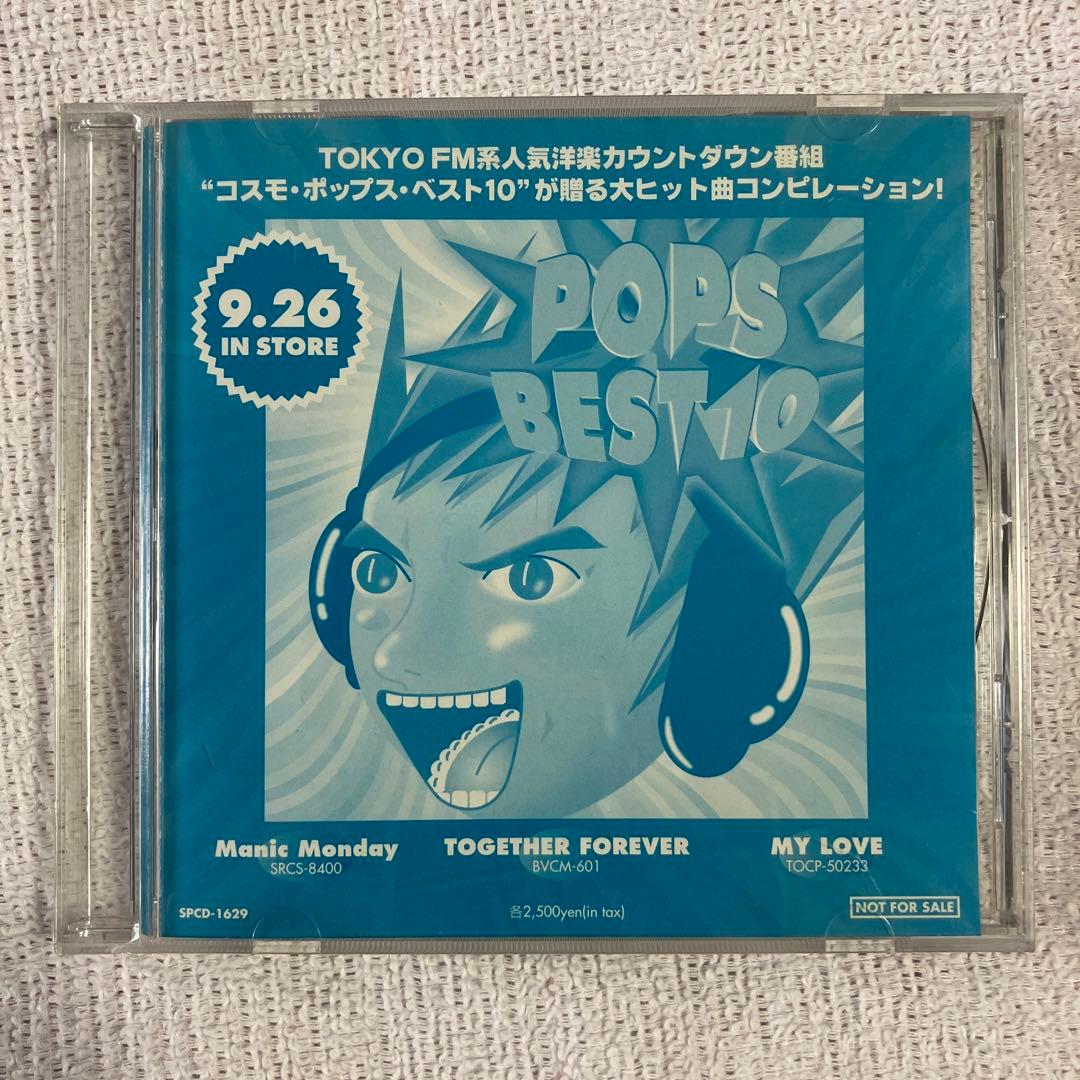 TOKYO FM系人気洋楽カウントダウン番組
“コスモ・ポップス・ベスト10”が贈る大ヒット曲コンピレーション!
9.26
IN STORE
POPS
BEST 10
Manic Monday
SRCS-8400
TOGETHER FOREVER
BVCM-601
MY LOVE
TOCP-50233
SPCD-1629
各2,500yen(in tax)
NOT FOR SALE